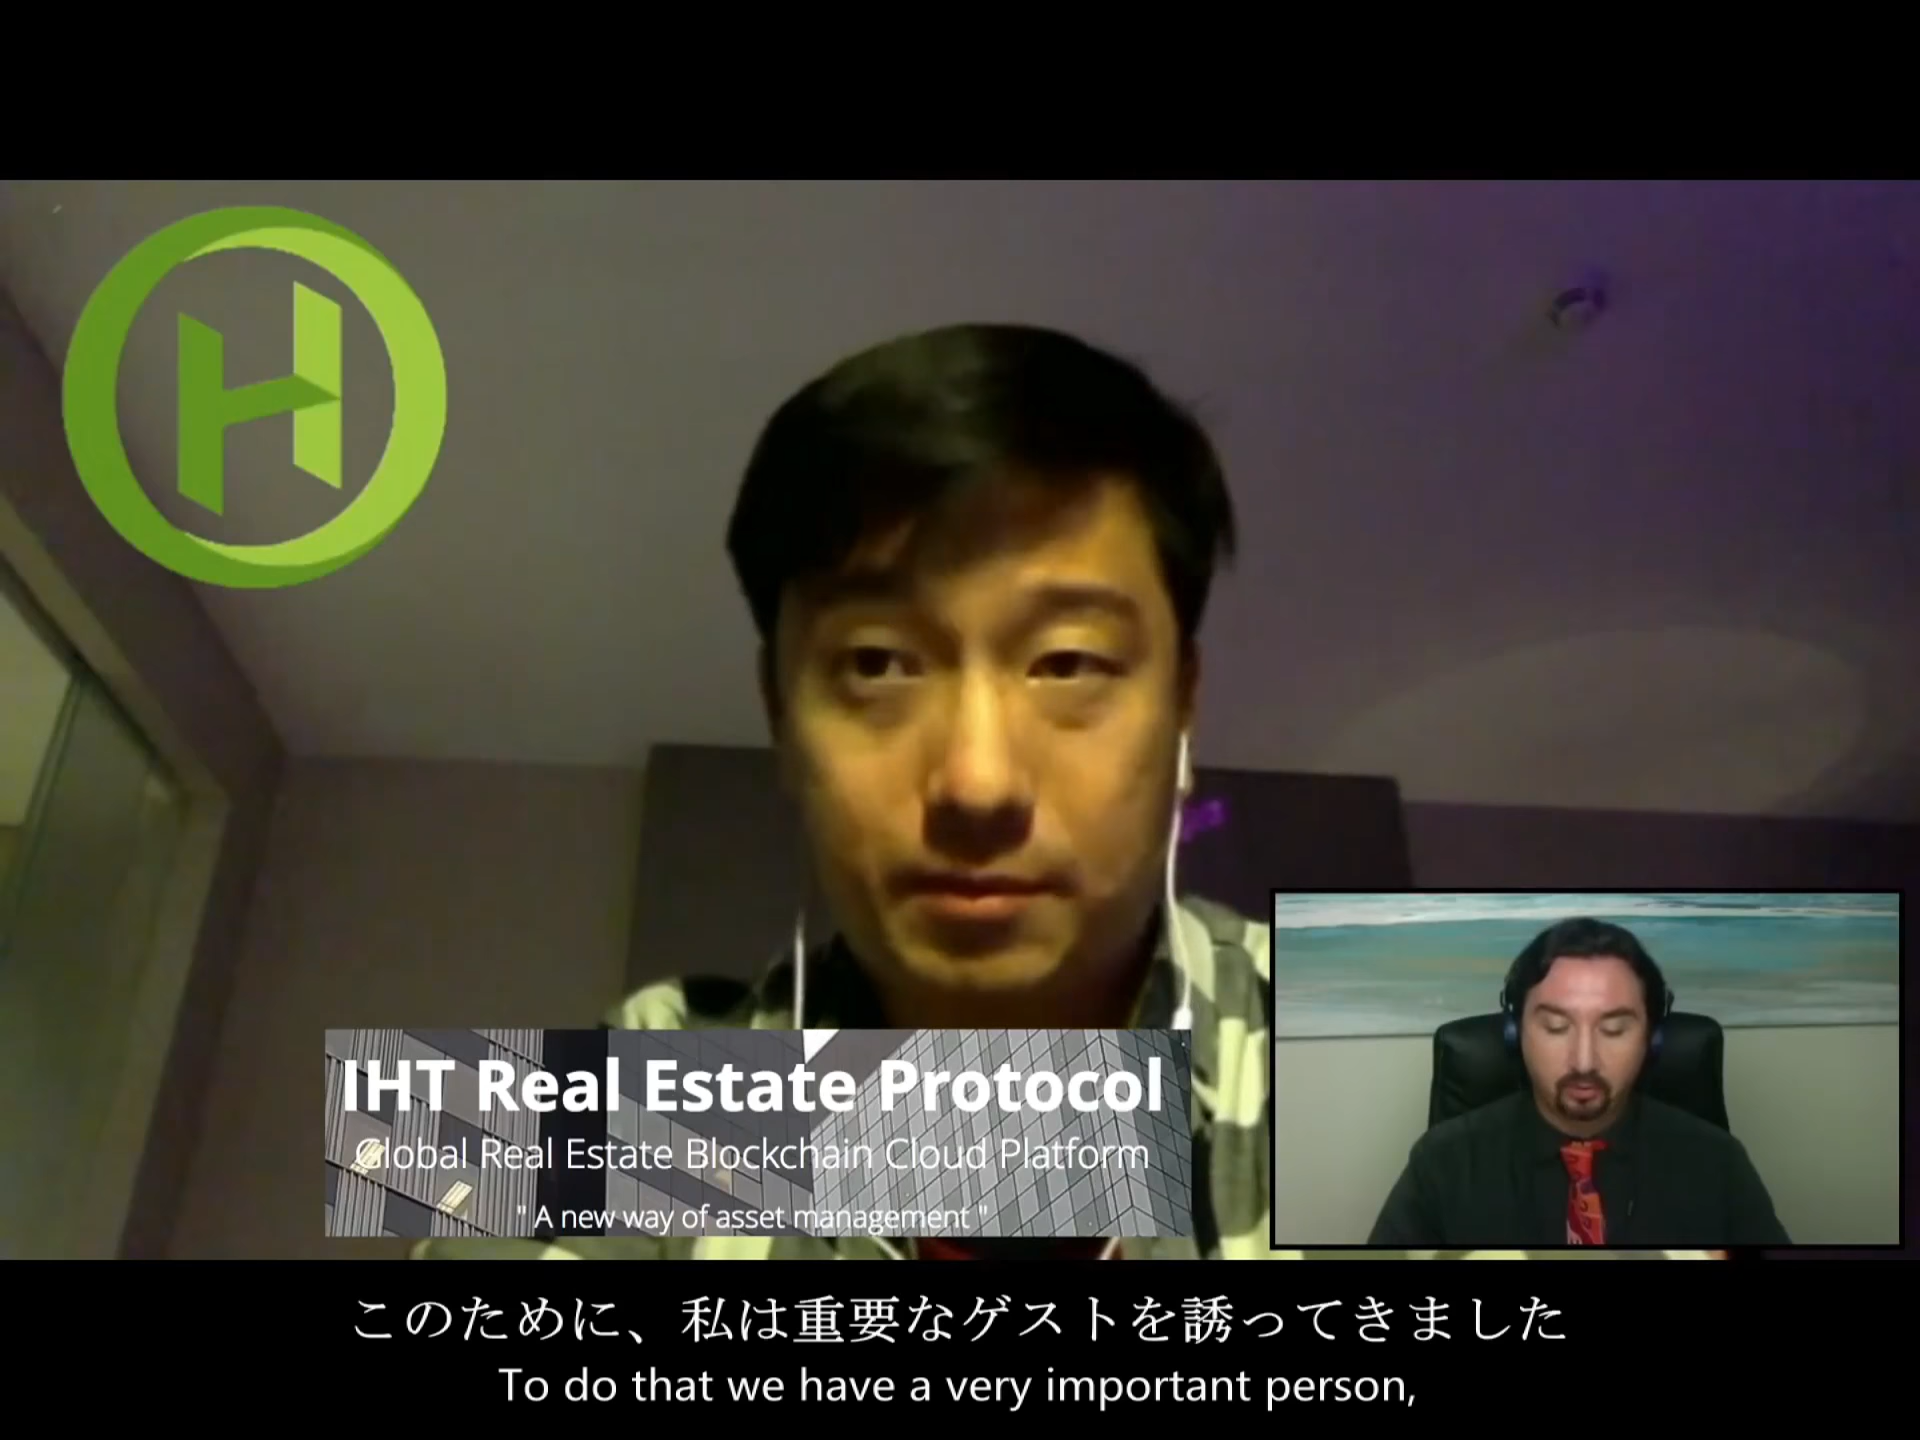 H
IHT Real Estate Protocol
Global Real Estate Blockchain Cloud Platform
" A new way of asset management "
このために、私は重要なゲストを誘ってきました
To do that we have a very important person,